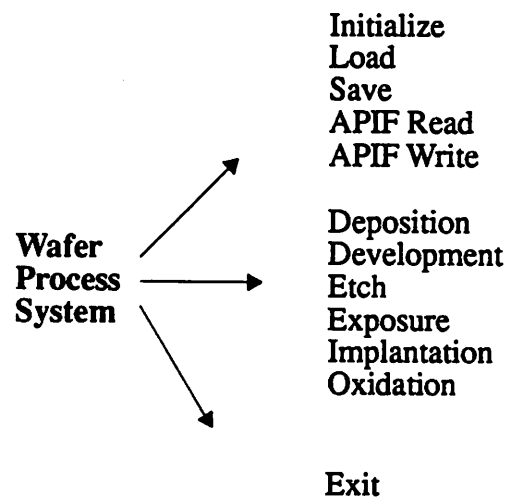 Initialize
Load
Save
APIF Read
APIF Write
Wafer
Process
System
Deposition
Development
Etch
Exposure
Implantation
Oxidation
Exit